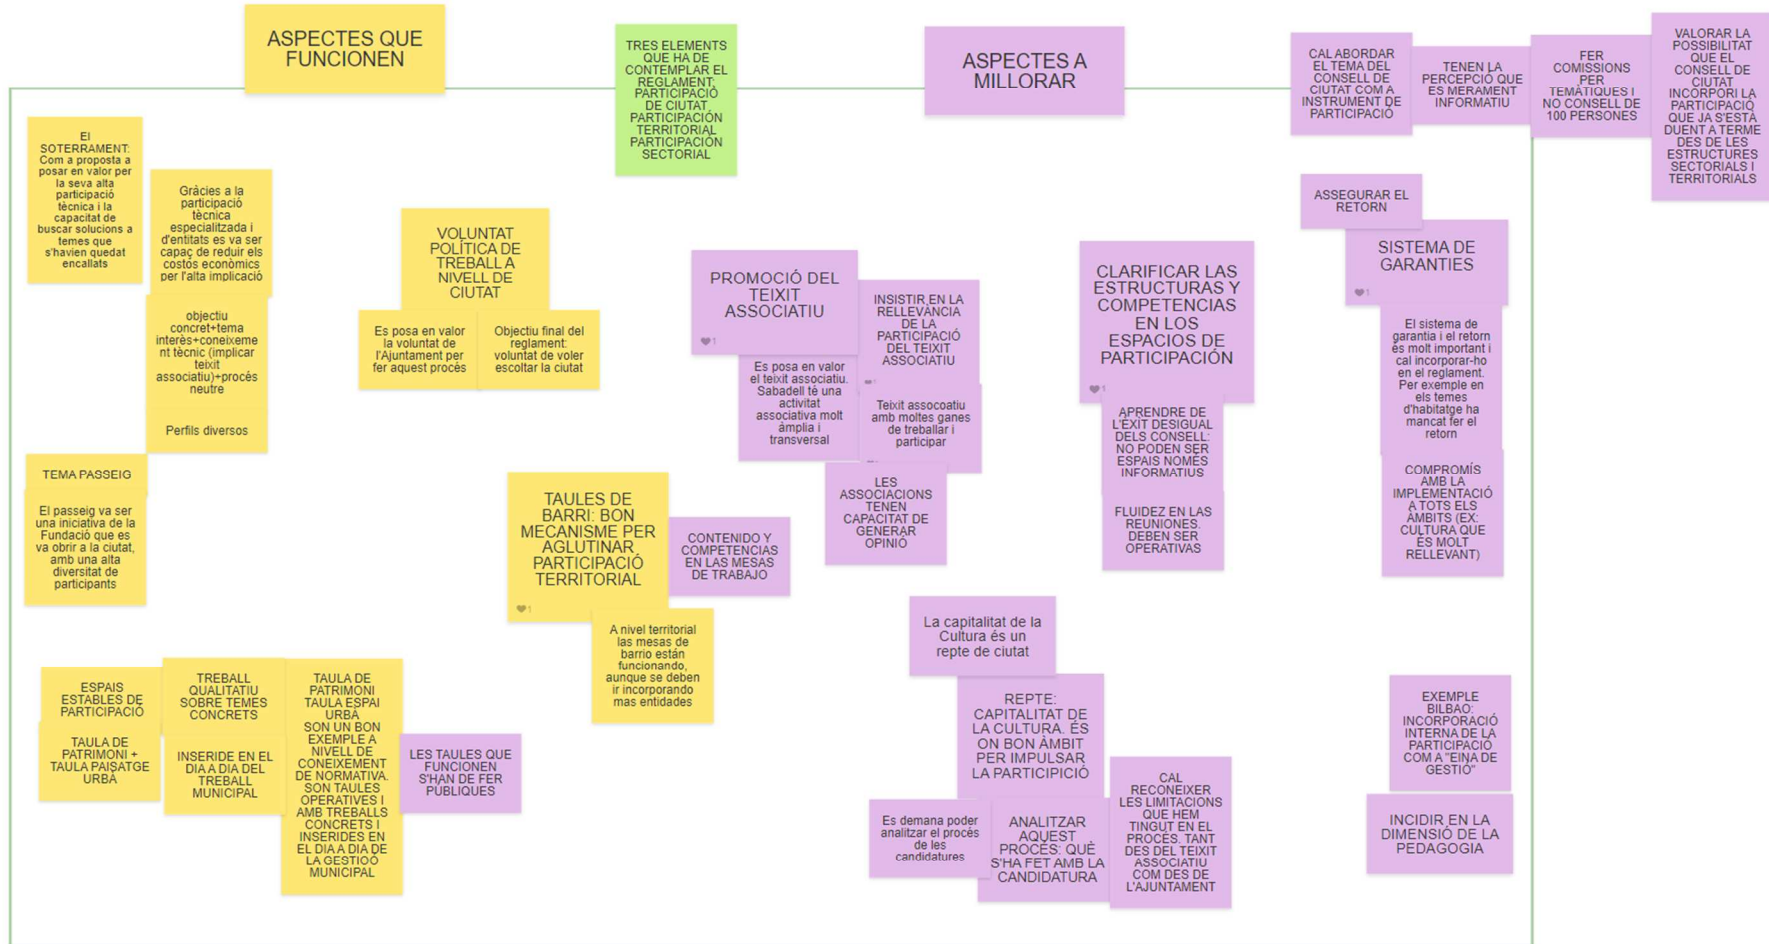 ASPECTES QUE
FUNCIONEN
TRES ELEMENTS
QUE HA DE
CONTEMPLAR EL
REGLAMENT;
PARTICIPACIÓ
DE CIUTAT,
PARTICIPACIÓN
TERRITORIAL
PARTICIPACIÓN
SECTORIAL
ASPECTES A
MILLORAR
CAL ABORDAR
EL TEMA DEL
CONSELL DE
CIUTAT COM A
INSTRUMENT DE
PARTICIPACIÓ
TENEN LA
PERCEPCIÓ QUE
ES MERAMENT
INFORMATIU
FER
COMISSIONS
PER
TEMÀTIQUES I
NO CONSELL DE
100 PERSONES
VALORAR LA
POSSIBILITAT
QUE EL
CONSELL DE
CIUTAT
INCORPORI LA
PARTICIPACIÓ
QUE JA S'ESTÀ
DUENT A TERME
DES DE LES
ESTRUCTURES
SECTORIALS I
TERRITORIALS
El
SOTERRAMENT:
Com a proposta a
posar en valor per
la seva alta
participació
tècnica i la
capacitat de
buscar solucions a
temes que
s'havien quedat
encallats
Gràcies a la
participació
tècnica
especialitzada i
d'entitats es va ser
capaç de reduir els
costos econòmics
per l'alta implicació
objectiu
concret+tema
interès+coneixeme
nt tècnic (implicar
teixit
associatiu)+procés
neutre
Perfils diversos
TEMA PASSEIG
El passeig va ser
una iniciativa de la
Fundació que es
va obrir a la ciutat,
amb una alta
diversitat de
participants
VOLUNTAT
POLÍTICA DE
TREBALL A
NIVELL DE
CIUTAT
Es posa en valor
la voluntat de
l'Ajuntament per
fer aquest procès
Objectiu final del
reglament:
voluntat de voler
escoltar la ciutat
TAULES DE
BARRI: BON
MECANISME PER
AGLUTINAR
PARTICIPACIÓ
TERRITORIAL
1
CONTENIDO Y
COMPETENCIAS
EN LAS MESAS
DE TRABAJO
A nivel territorial
las mesas de
barrio están
funcionando,
aunque se deben
ir incorporando
mas entidades
ESPAIS
ESTABLES DE
PARTICIPACIÓ
TREBALL
QUALITATIU
SOBRE TEMES
CONCRETS
TAULA DE
PATRIMONI +
TAULA PAISATGE
URBÀ
INSERIDE EN EL
DIA A DIA DEL
TREBALL
MUNICIPAL
TAULA DE
PATRIMONI
TAULA ESPAI
URBÀ
SON UN BON
EXEMPLE A
NIVELL DE
CONEIXEMENT
DE NORMATIVA.
SON TAULES
OPERATIVES I
AMB TREBALLS
CONCRETS I
INSERIDES EN
EL DIA A DIA DE
LA GESTIOÓ
MUNICIPAL
LES TAULES QUE
FUNCIONEN
S'HAN DE FER
PÚBLIQUES
PROMOCIÓ DEL
TEIXIT
ASSOCIATIU
1
INSISTIR EN LA
RELLEVÀNCIA
DE LA
PARTICIPACIÓ
DEL TEIXIT
ASSOCIATIU
Es posa en valor
el teixit associatiu.
Sabadell té una
activitat
associativa molt
àmplia i
transversal
Teixit assocoatiu
amb moltes ganes
de treballar i
participar
LES
ASSOCIACIONS
TENEN
CAPACITAT DE
GENERAR
OPINIÓ
CLARIFICAR LAS
ESTRUCTURAS Y
COMPETENCIAS
EN LOS
ESPACIOS DE
PARTICIPACIÓN
1
APRENDRE DE
L'ÈXIT DESIGUAL
DELS CONSELL:
NO PODEN SER
ESPAIS NOMÉS
INFORMATIUS
FLUIDEZ EN LAS
REUNIONES.
DEBEN SER
OPERATIVAS
ASSEGURAR EL
RETORN
SISTEMA DE
GARANTIES
1
El sistema de
garantia i el retorn
és molt important i
cal incorporar-ho
en el reglament.
Per exemple en
els temes
d'habitatge ha
mancat fer el
retorn
COMPROMÍS
AMB LA
IMPLEMENTACIÓ
A TOTS ELS
ÀMBITS (EX:
CULTURA QUE
ÉS MOLT
RELLEVANT)
La capitalitat de la
Cultura és un
repte de ciutat
REPTE:
CAPITALITAT DE
LA CULTURA. ÉS
ON BON ÀMBIT
PER IMPULSAR
LA PARTICIPICIÓ
Es demana poder
analitzar el procés
de les
candidatures
ANALITZAR
AQUEST
PROCÉS: QUÈ
S'HA FET AMB LA
CANDIDATURA
CAL
RECONEIXER
LES LIMITACIONS
QUE HEM
TINGUT EN EL
PROCÉS. TANT
DES DEL TEIXIT
ASSOCIATIU
COM DES DE
L'AJUNTAMENT
EXEMPLE
BILBAO:
INCORPORACIÓ
INTERNA DE LA
PARTICIPACIÓ
COM A "EINA DE
GESTIÓ"
INCIDIR EN LA
DIMENSIÓ DE LA
PEDAGOGIA